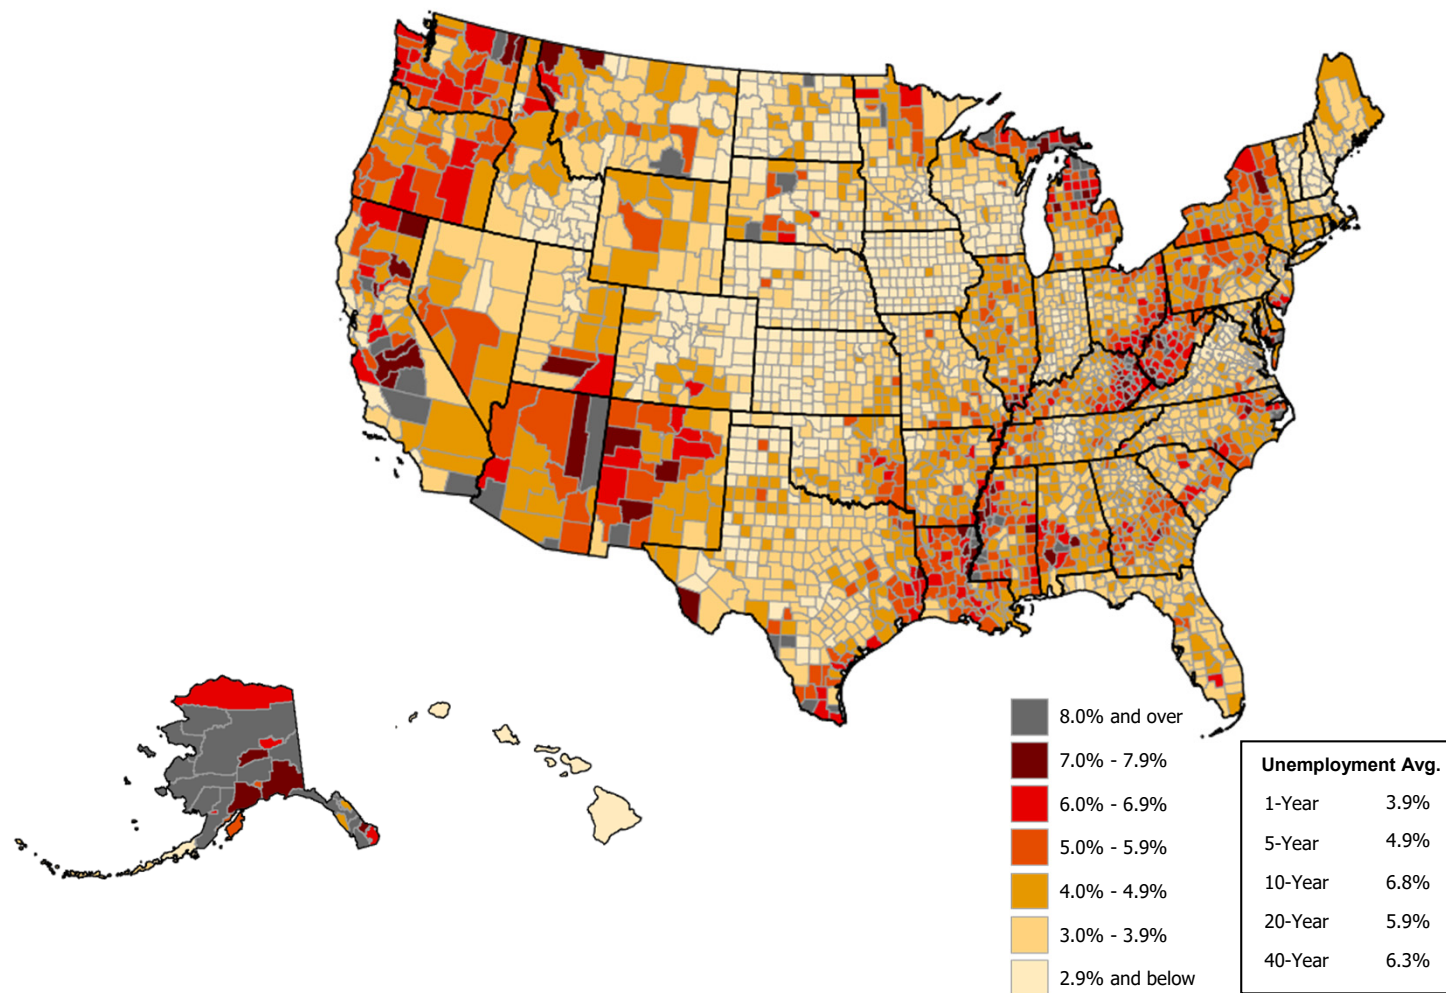 8.0% and over
7.0% - 7.9%
6.0% - 6.9%
5.0% - 5.9%
4.0% - 4.9%
3.0% - 3.9%
2.9% and below
Unemployment Avg.
1-Year 3.9%
5-Year 4.9%
10-Year 6.8%
20-Year 5.9%
40-Year 6.3%